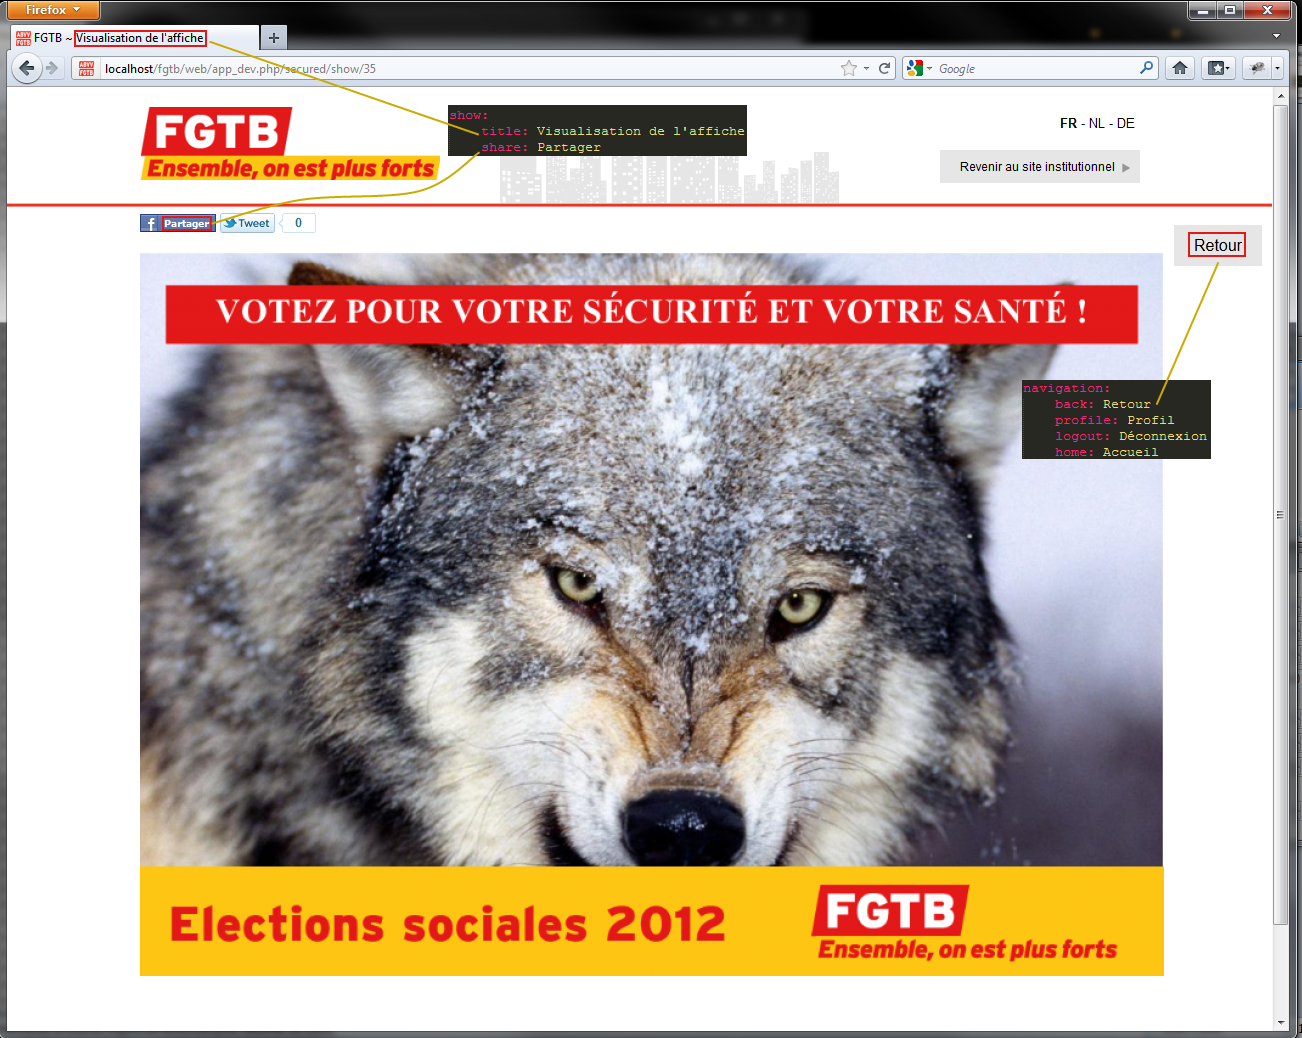 Firefox
FGTB ~ Visualisation de l'affiche
localhost/fgtb/web/app_dev.php/secured/show/35
Google
FGTB
Ensemble, on est plus forts
show:
title: Visualisation de l'affiche
share: Partager
FR - NL - DE
Revenir au site institutionnel
Partager
Tweet
0
Retour
VOTEZ POUR VOTRE SÉCURITÉ ET VOTRE SANTÉ !
navigation:
back: Retour
profile: Profil
logout: Déconnexion
home: Accueil
Elections sociales 2012
FGTB
Ensemble, on est plus forts